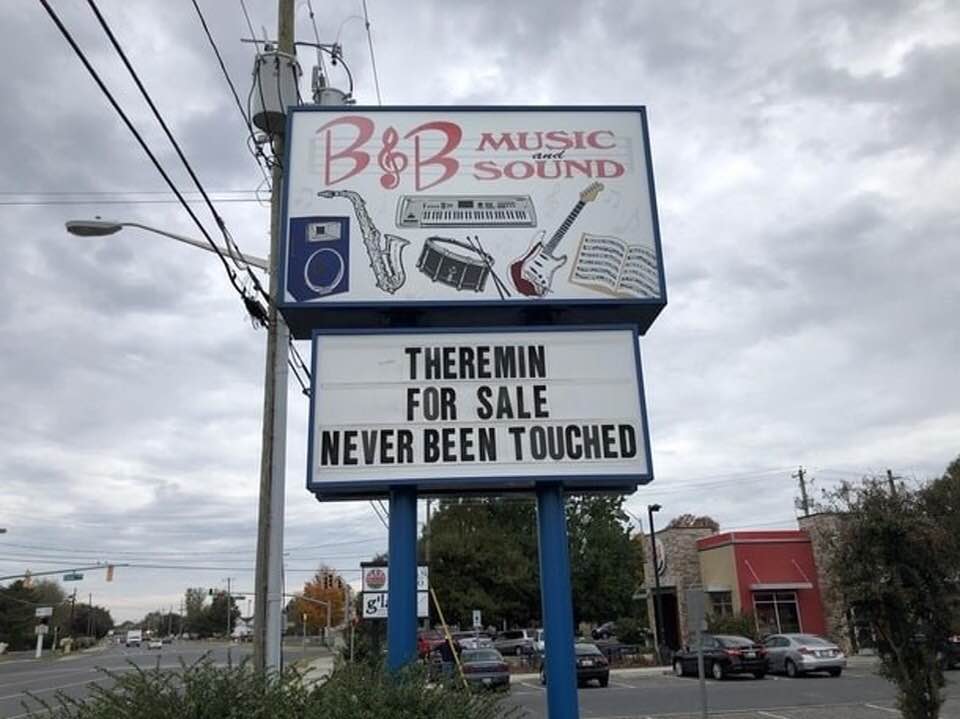 B&B MUSIC
and
SOUND
THEREMIN
FOR SALE
NEVER BEEN TOUCHED